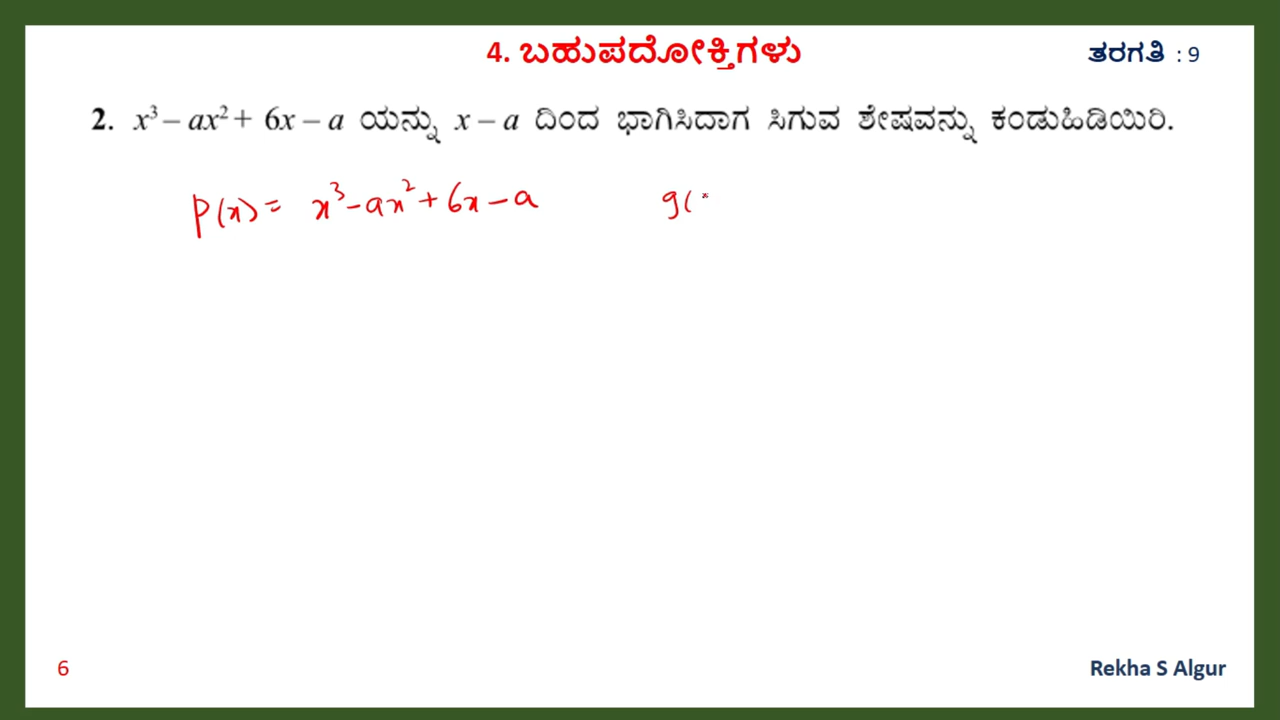 4. ಬಹುಪದೋಕ್ತಿಗಳು
ತರಗತಿ : 9
2. x³ – ax² + 6x – a ಯನ್ನು x – a ದಿಂದ ಭಾಗಿಸಿದಾಗ ಸಿಗುವ ಶೇಷವನ್ನು ಕಂಡುಹಿಡಿಯಿರಿ.
p(x) = x³ - ax² + 6x - a g(
6
Rekha S Algur